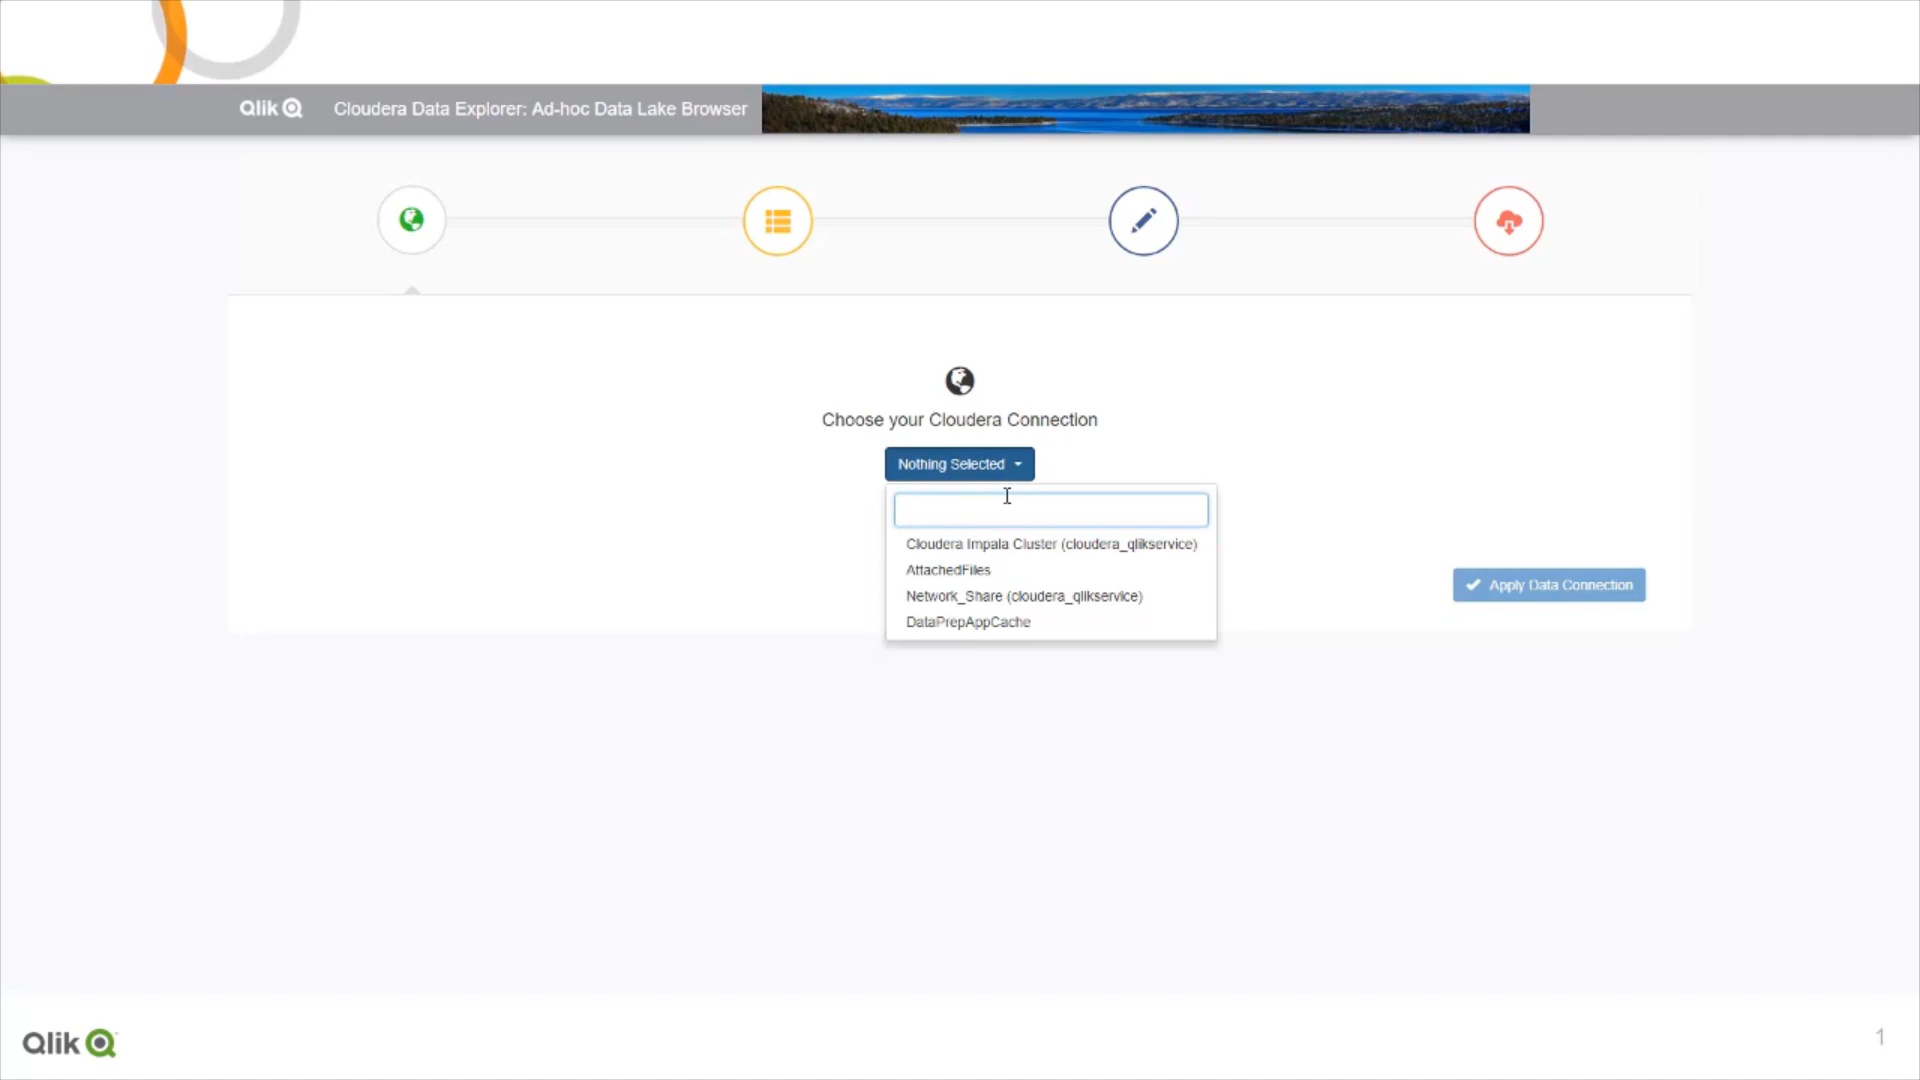 Qlik
Cloudera Data Explorer: Ad-hoc Data Lake Browser
Choose your Cloudera Connection
Nothing Selected
Cloudera Impala Cluster (cloudera_qlikservice)
AttachedFiles
Network_Share (cloudera_qlikservice)
DataPrepAppCache
Apply Data Connection
Qlik
1